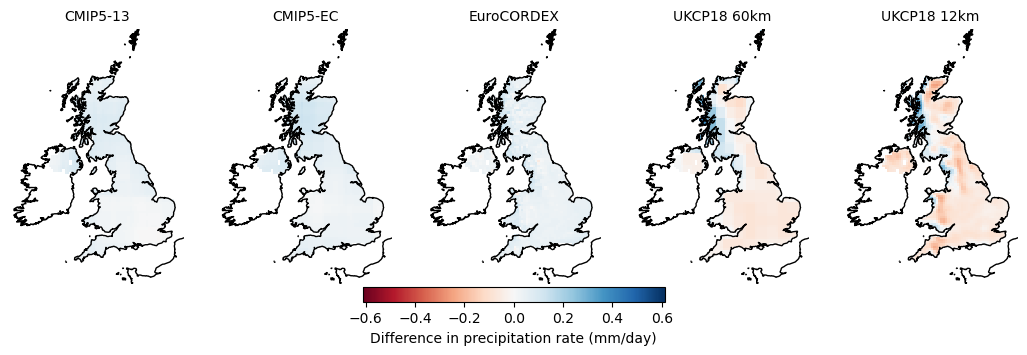 CMIP5-13 CMIP5-EC EuroCORDEX UKCP18 60km UKCP18 12km
−0.6 −0.4 −0.2 0.0 0.2 0.4 0.6
Difference in precipitation rate (mm/day)